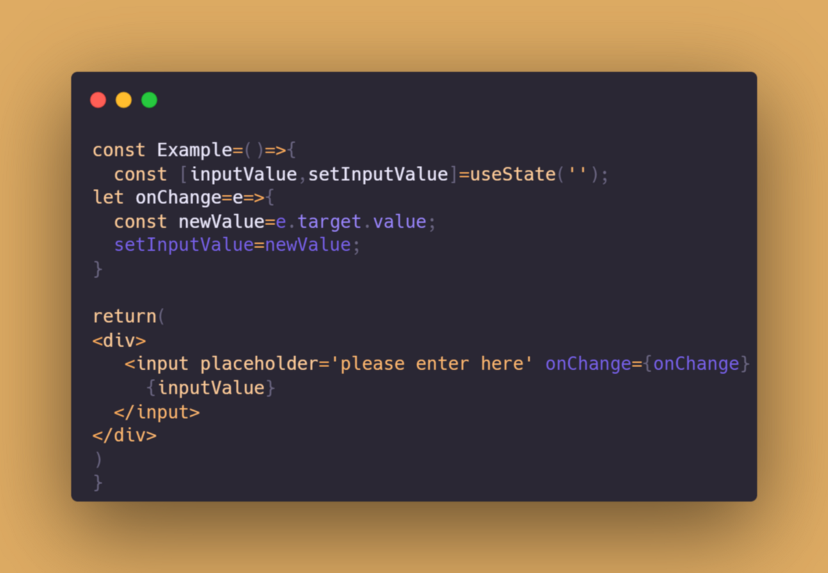 const Example=()=>{
  const [inputValue,setInputValue]=useState('');
let onChange=e=>{
  const newValue=e.target.value;
  setInputValue=newValue;
}

return(
<div>
   <input placeholder='please enter here' onChange={onChange}
     {inputValue}
  </input>
</div>
)
}